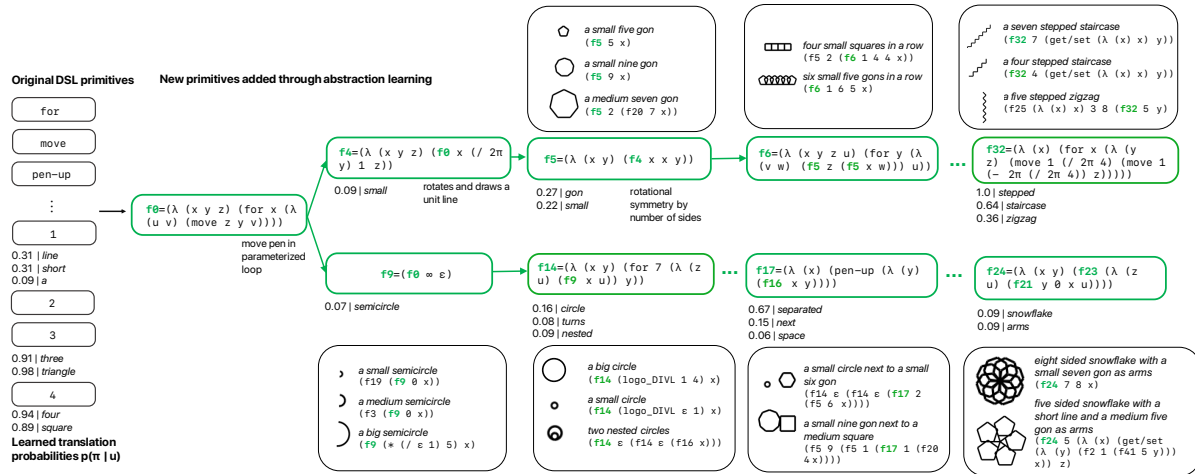 Original DSL primitives
New primitives added through abstraction learning
for
move
pen-up
⋮
1
0.31 | line
0.31 | short
0.09 | a
2
3
0.91 | three
0.98 | triangle
4
0.94 | four
0.89 | square
Learned translation
probabilities p(π | u)
f0=(λ (x y z) (for x (λ
(u v) (move z y v))))
move pen in
parameterized
loop
f4=(λ (x y z) (f0 x (/ 2π
y) 1 z))
0.09 | small
rotates and draws a
unit line
f5=(λ (x y) (f4 x x y))
0.27 | gon
0.22 | small
rotational
symmetry by
number of sides
f6=(λ (x y z u) (for y (λ
(v w) (f5 z (f5 x w))) u))
...
f32=(λ (x) (for x (λ (y
z) (move 1 (/ 2π 4) (move 1
(- 2π (/ 2π 4)) z)))))
1.0 | stepped
0.64 | staircase
0.36 | zigzag
a small five gon
(f5 5 x)
a small nine gon
(f5 9 x)
a medium seven gon
(f5 2 (f20 7 x))
four small squares in a row
(f5 2 (f6 1 4 4 x))
six small five gons in a row
(f6 1 6 5 x)
a seven stepped staircase
(f32 7 (get/set (λ (x) x) y))
a four stepped staircase
(f32 4 (get/set (λ (x) x) y))
a five stepped zigzag
(f25 (λ (x) x) 3 8 (f32 5 y)
f9=(f0 ∞ ε)
0.07 | semicircle
f14=(λ (x y) (for 7 (λ (z
u) (f9 x u)) y))
0.16 | circle
0.08 | turns
0.09 | nested
...
f17=(λ (x) (pen-up (λ (y)
(f16 x y))))
0.67 | separated
0.15 | next
0.06 | space
...
f24=(λ (x y) (f23 (λ (z
u) (f21 y 0 x u))))
0.09 | snowflake
0.09 | arms
a small semicircle
(f19 (f9 0 x))
a medium semicircle
(f3 (f9 0 x))
a big semicircle
(f9 (* (/ ε 1) 5) x)
a big circle
(f14 (logo_DIVL 1 4) x)
a small circle
(f14 (logo_DIVL ε 1) x)
two nested circles
(f14 ε (f14 ε (f16 x)))
a small circle next to a small
six gon
(f14 ε (f14 ε (f17 2
(f5 6 x))))
a small nine gon next to a
medium square
(f5 9 (f5 1 (f17 1 (f20
4 x))))
eight sided snowflake with a
small seven gon as arms
(f24 7 8 x)
five sided snowflake with a
short line and a medium five
gon as arms
(f24 5 (λ (x) (get/set
(λ (y) (f2 1 (f41 5 y)))
x)) z)